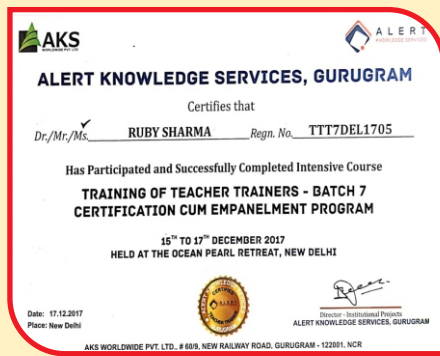 AKS
WORLDWIDE PVT. LTD.
ALERT
KNOWLEDGE SERVICES
ALERT KNOWLEDGE SERVICES, GURUGRAM
Certifies that
Dr./Mr./Ms. RUBY SHARMA Regn. No. TTT7DEL1705
Has Participated and Successfully Completed Intensive Course
TRAINING OF TEACHER TRAINERS - BATCH 7
CERTIFICATION CUM EMPANELMENT PROGRAM
15TH TO 17TH DECEMBER 2017
HELD AT THE OCEAN PEARL RETREAT, NEW DELHI
Date: 17.12.2017
Place: New Delhi
CERTIFIED
ALERT
Director - Institutional Projects
ALERT KNOWLEDGE SERVICES, GURUGRAM
AKS WORLDWIDE PVT. LTD., # 60/9, NEW RAILWAY ROAD, GURUGRAM - 122001. NCR